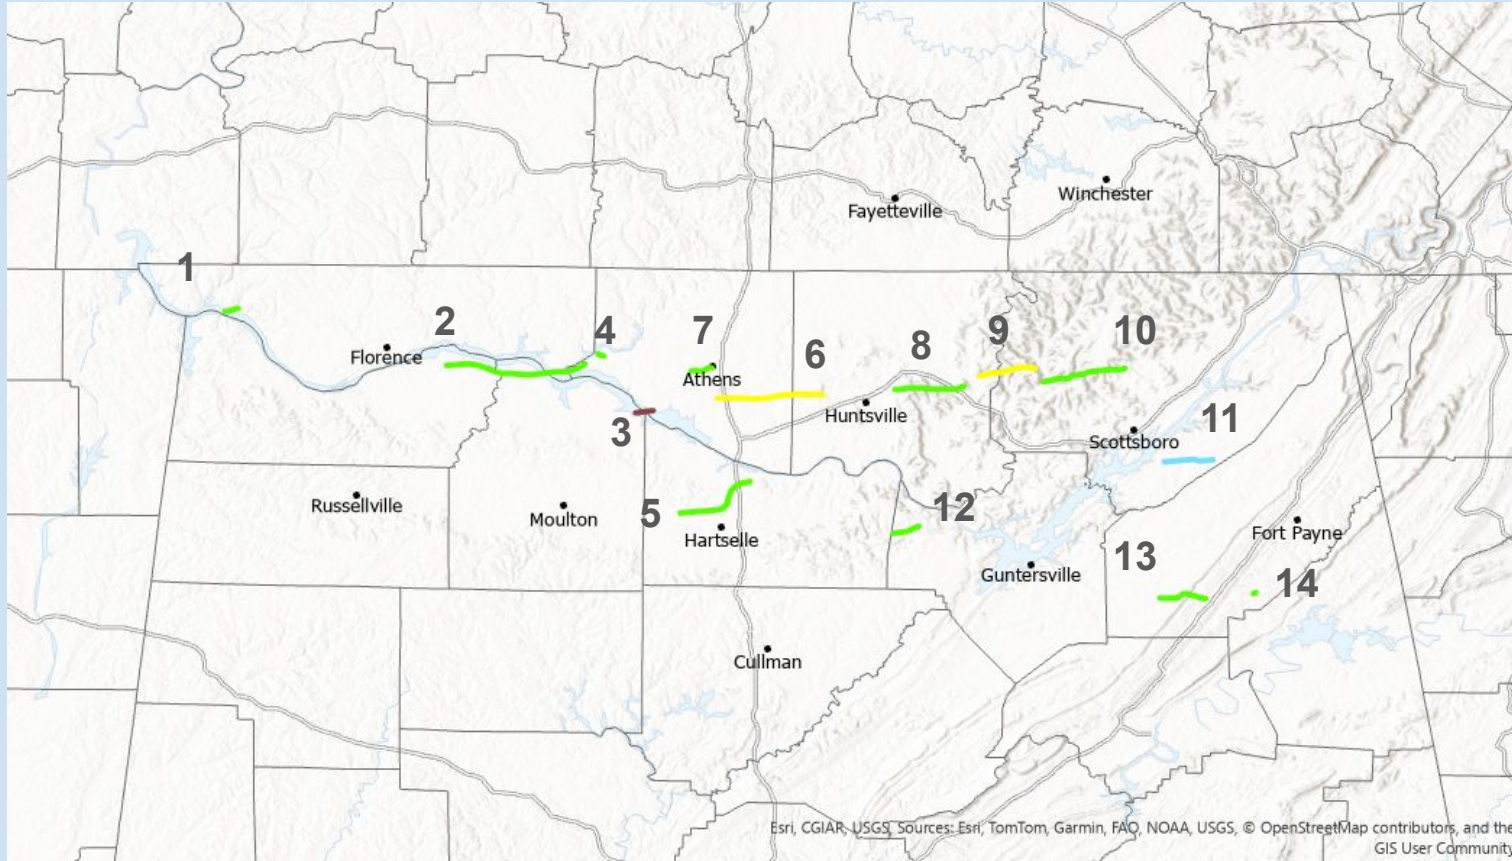 Winchester
Fayetteville
1
2
4
7
6
8
9
10
Florence
Athens
Huntsville
3
11
Scottsboro
Russellville
Moulton
5
Hartselle
12
Fort Payne
Guntersville
13
14
Cullman
Esri, CGIAR, USGS, Sources: Esri, TomTom, Garmin, FAO, NOAA, USGS, © OpenStreetMap contributors, and the
GIS User Community